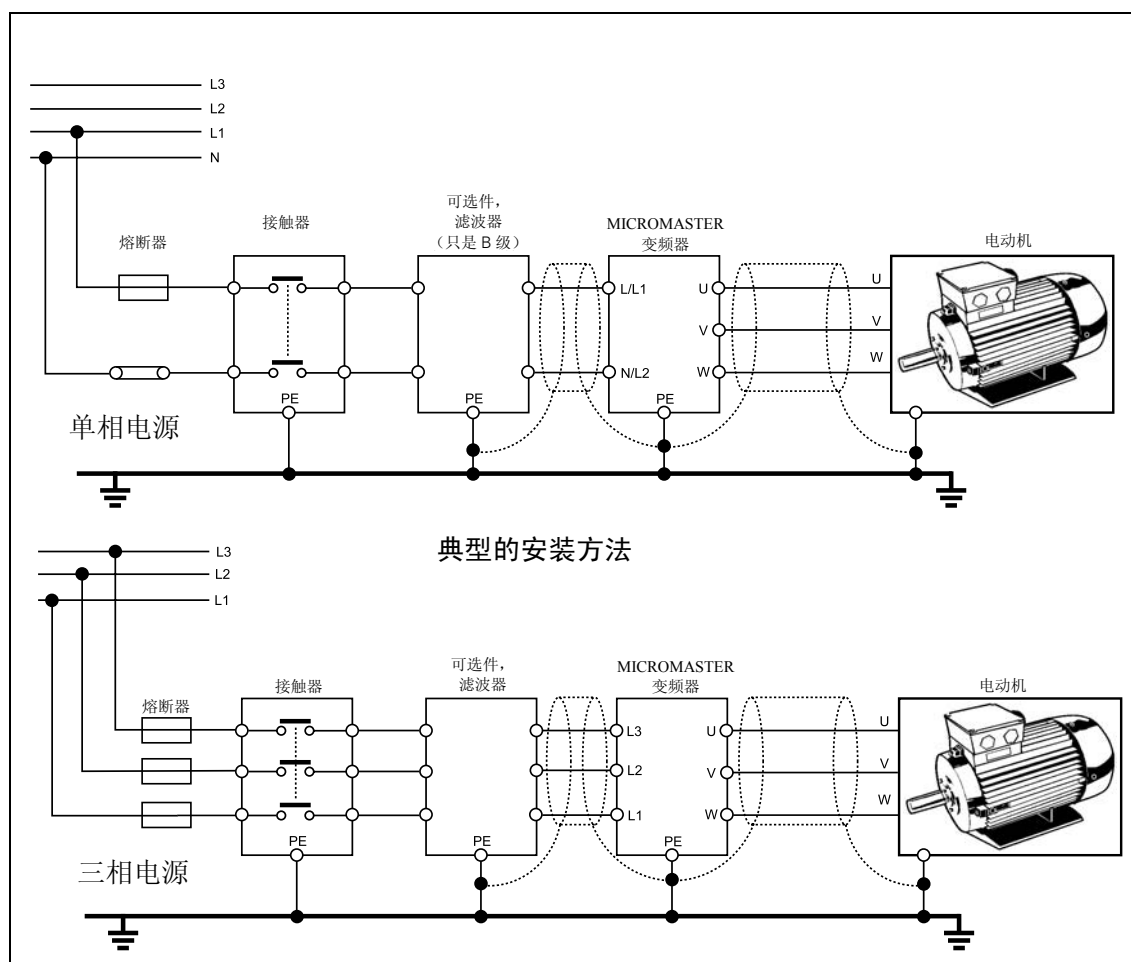 L3
L2
L1
N
熔断器
接触器
可选件，
滤波器
（只是 B 级）
MICROMASTER
变频器
电动机
L/L1
U
U
V
V
N/L2
W
W
PE
PE
PE
单相电源
典型的安装方法
L3
L2
L1
熔断器
接触器
可选件，
滤波器
MICROMASTER
变频器
电动机
L3
U
U
L2
V
V
L1
W
W
PE
PE
PE
三相电源